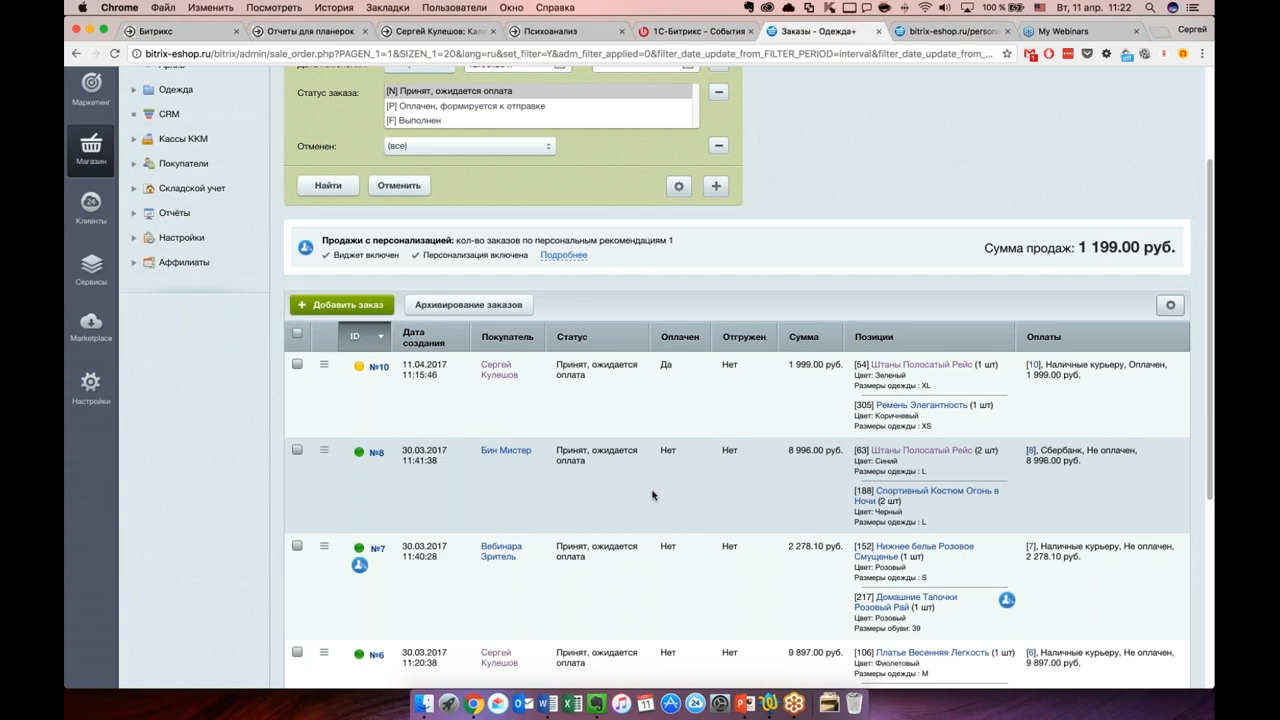 Chrome Файл Изменить Посмотреть История Закладки Пользователи Окно Справка 100 % Вт, 11 апр. 11:22
Битрикс Отчеты для планерок Сергей Кулешов: Кале Психоанализ 1С-Битрикс - События Заказы - Одежда+ bitrix-eshop.ru/persona My Webinars Сергей
bitrix-eshop.ru/bitrix/admin/sale_order.php?PAGEN_1=1&SIZEN_1=20&lang=ru&set_filter=Y&adm_filter_applied=0&filter_date_update_from_FILTER_PERIOD=interval&filter_date_update_from_...
Маркетинг
Магазин
24
Клиенты
Сервисы
Marketplace
Настройки
Одежда
CRM
Кассы ККМ
Покупатели
Складской учет
Отчёты
Настройки
Аффилиаты
Статус заказа:
[N] Принят, ожидается оплата
[P] Оплачен, формируется к отправке
[F] Выполнен
Отменен: (все)
Найти Отменить
Продажи с персонализацией: кол-во заказов по персональным рекомендациям 1
Виджет включен Персонализация включена Подробнее
Сумма продаж: 1 199.00 руб.
+ Добавить заказ Архивирование заказов
ID Дата создания Покупатель Статус Оплачен Отгружен Сумма Позиции Оплаты
№10 11.04.2017 11:15:46 Сергей Кулешов Принят, ожидается оплата Да Нет 1 999.00 руб. [54] Штаны Полосатый Рейс (1 шт) [10], Наличные курьеру, Оплачен, 1 999.00 руб.
Цвет: Зеленый
Размеры одежды : XL
[305] Ремень Элегантность (1 шт)
Цвет: Коричневый
Размеры одежды : XS
№8 30.03.2017 11:41:38 Бин Мистер Принят, ожидается оплата Нет Нет 8 996.00 руб. [63] Штаны Полосатый Рейс (2 шт) [8], Сбербанк, Не оплачен, 8 996.00 руб.
Цвет: Синий
Размеры одежды : L
[188] Спортивный Костюм Огонь в
Ночи (2 шт)
Цвет: Черный
Размеры одежды : L
№7 30.03.2017 11:40:28 Вебинара Зритель Принят, ожидается оплата Нет Нет 2 278.10 руб. [152] Нижнее белье Розовое Смущенье (1 шт) [7], Наличные курьеру, Не оплачен, 2 278.10 руб.
Цвет: Розовый
Размеры одежды : S
[217] Домашние Тапочки
Розовый Рай (1 шт)
Цвет: Розовый
Размеры обуви: 39
№6 30.03.2017 11:20:38 Сергей Кулешов Принят, ожидается оплата Нет Нет 9 897.00 руб. [106] Платье Весенняя Легкость (1 шт) [6], Наличные курьеру, Не оплачен, 9 897.00 руб.
Цвет: Фиолетовый
Размеры одежды : M